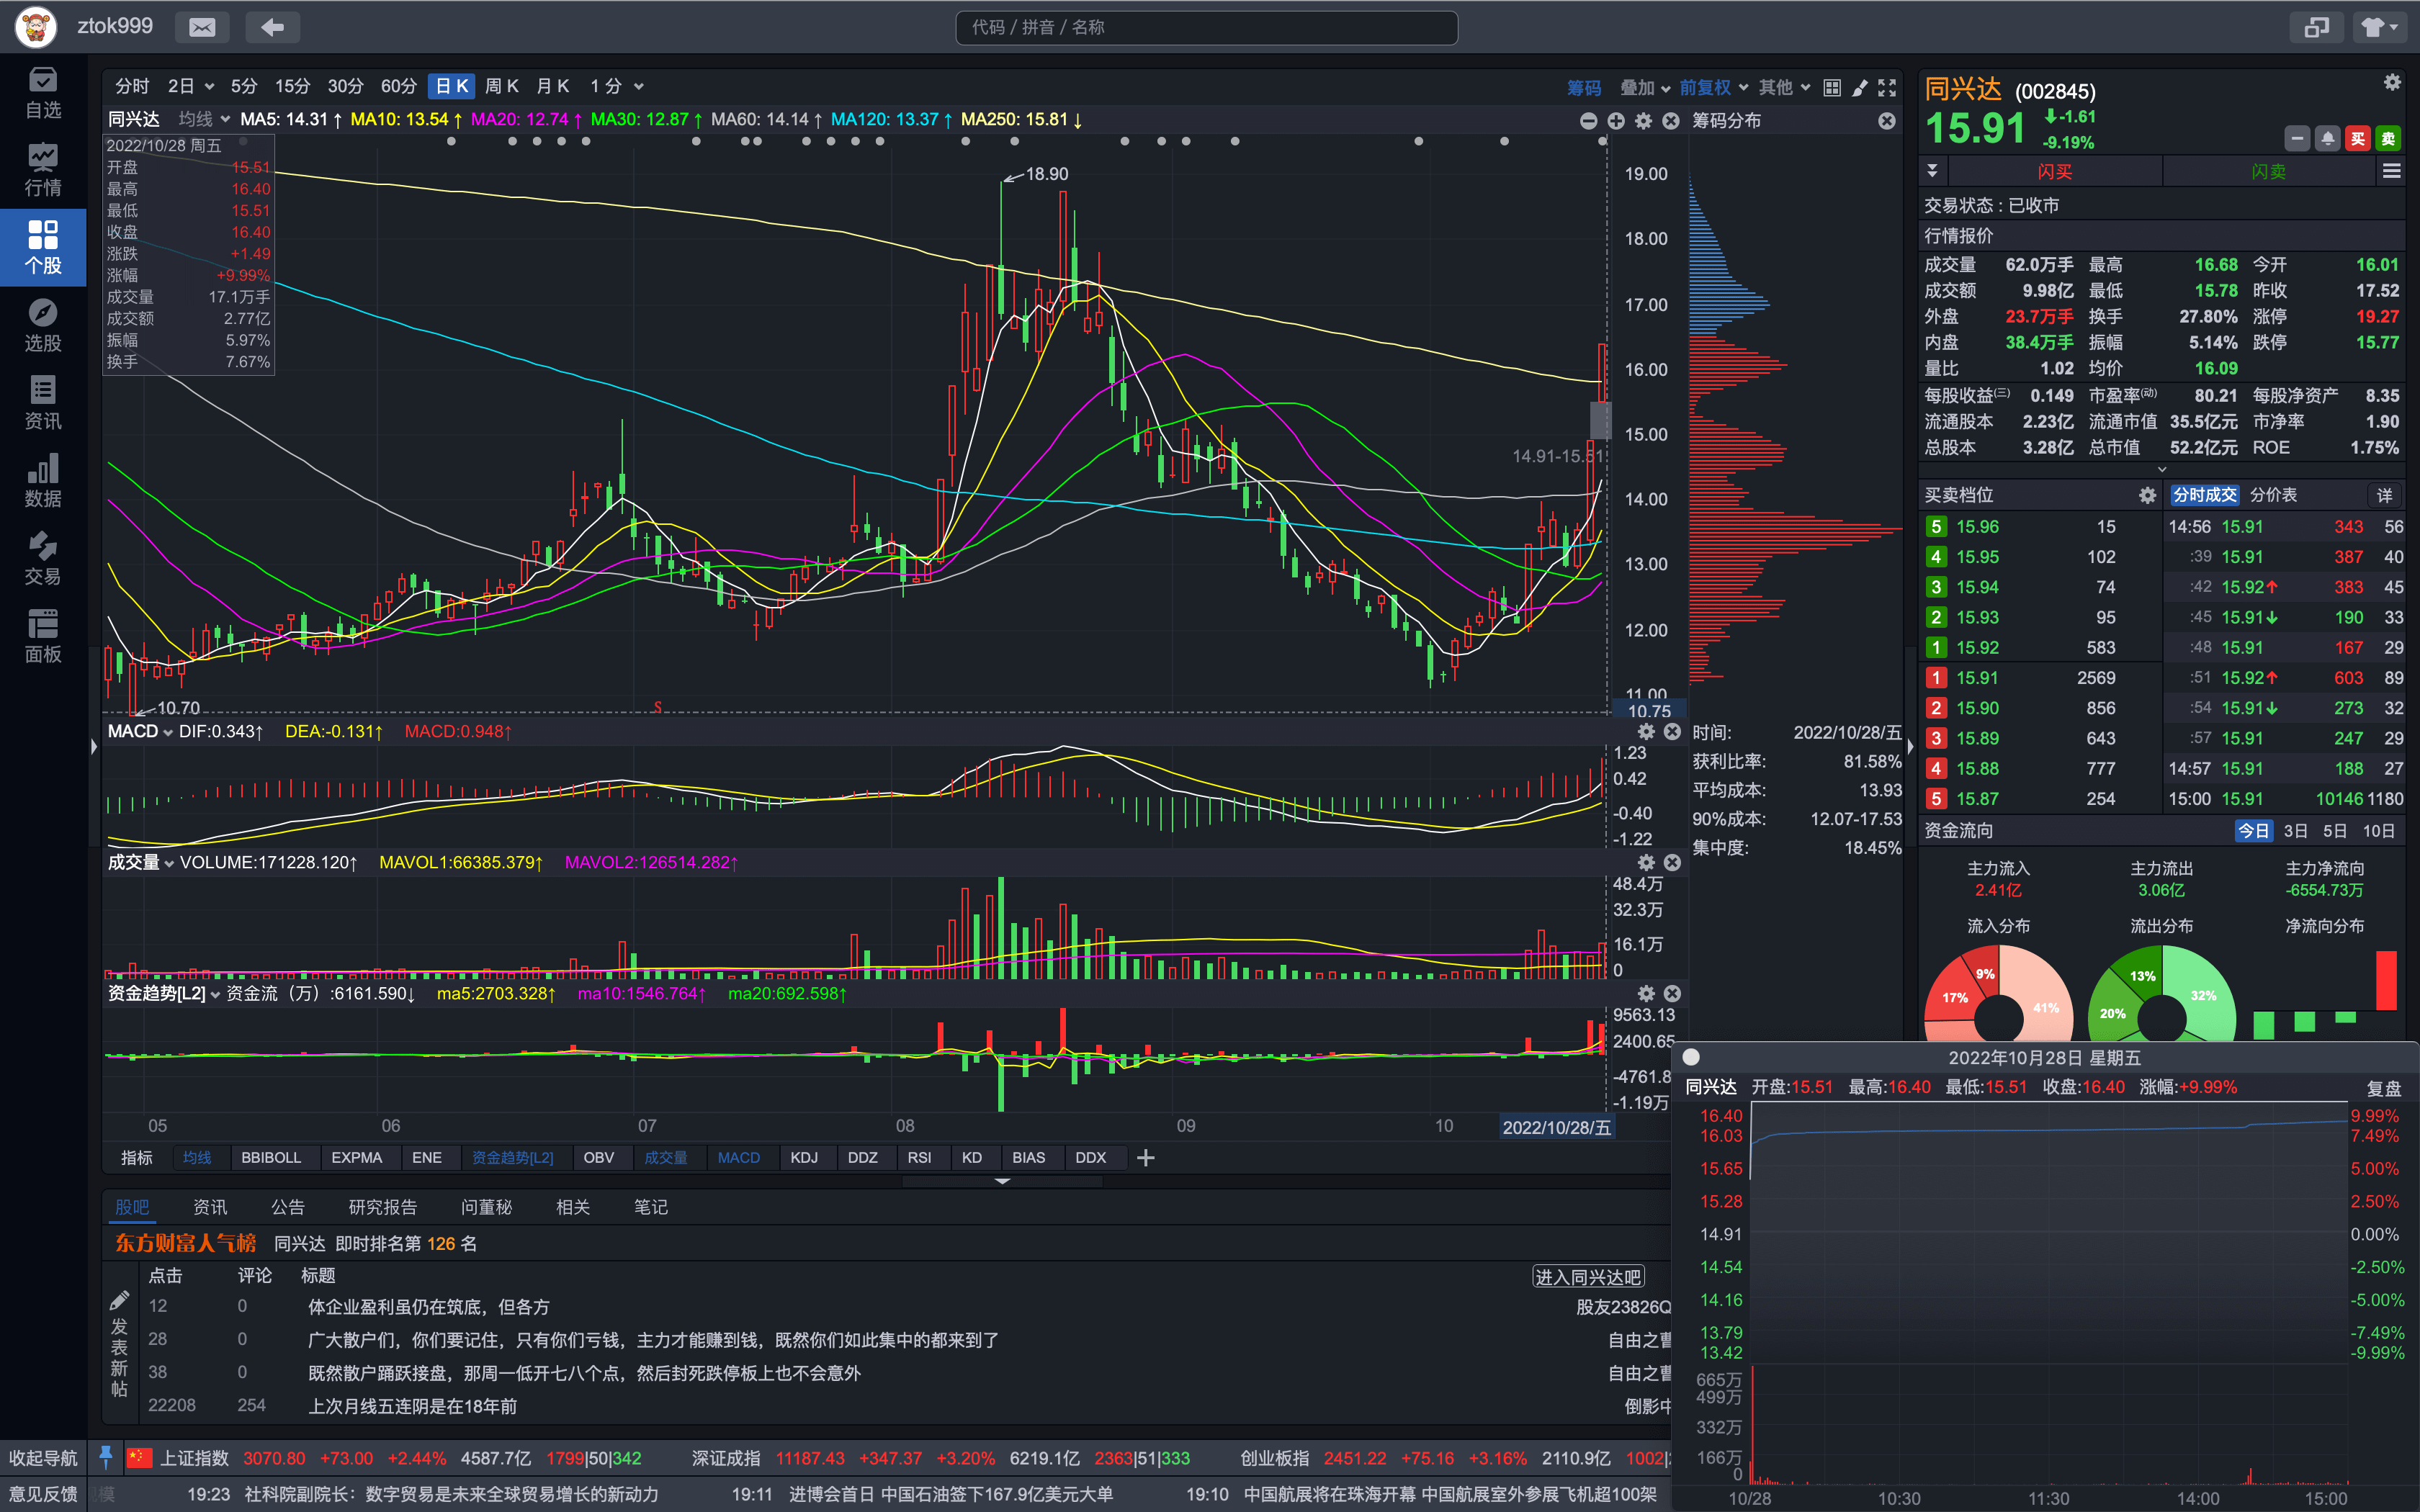 ztok999
代码 / 拼音 / 名称
自选
行情
个股
选股
资讯
数据
交易
面板
分时 2日 5分 15分 30分 60分 日K 周K 月K 1分 筹码 叠加 前复权 其他
同兴达 均线 MA5: 14.31↑ MA10: 13.54↑ MA20: 12.74↑ MA30: 12.87↑ MA60: 14.14↑ MA120: 13.37↑ MA250: 15.81↓
筹码分布
2022/10/28 周五
开盘 15.51
最高 16.40
最低 15.51
收盘 16.40
涨跌 +1.49
涨幅 +9.99%
成交量 17.1万手
成交额 2.77亿
振幅 5.97%
换手 7.67%
18.90
14.91-15.51
10.70
S
19.00
18.00
17.00
16.00
15.00
14.00
13.00
12.00
11.00
10.75
MACD DIF:0.343↑ DEA:-0.131↑ MACD:0.948↑
1.23
0.42
-0.40
-1.22
成交量 VOLUME:171228.120↑ MAVOL1:66385.379↑ MAVOL2:126514.282↑
48.4万
32.3万
16.1万
0
资金趋势[L2] 资金流（万）:6161.590↓ ma5:2703.328↑ ma10:1546.764↑ ma20:692.598↑
9563.13
2400.65
-4761.8
-1.19万
05 06 07 08 09 10 2022/10/28/五
指标 均线 BBIBOLL EXPMA ENE 资金趋势[L2] OBV 成交量 MACD KDJ DDZ RSI KD BIAS DDX
时间: 2022/10/28/五
获利比率: 81.58%
平均成本: 13.93
90%成本: 12.07-17.53
集中度: 18.45%
同兴达 (002845)
15.91 -1.61
-9.19%
买 卖
闪买 闪卖
交易状态 : 已收市
行情报价
成交量 62.0万手 最高 16.68 今开 16.01
成交额 9.98亿 最低 15.78 昨收 17.52
外盘 23.7万手 换手 27.80% 涨停 19.27
内盘 38.4万手 振幅 5.14% 跌停 15.77
量比 1.02 均价 16.09
每股收益(三) 0.149 市盈率(动) 80.21 每股净资产 8.35
流通股本 2.23亿 流通市值 35.5亿元 市净率 1.90
总股本 3.28亿 总市值 52.2亿元 ROE 1.75%
买卖档位 分时成交 分价表 详
5 15.96 15 14:56 15.91 343 56
4 15.95 102 :39 15.91 387 40
3 15.94 74 :42 15.92↑ 383 45
2 15.93 95 :45 15.91↓ 190 33
1 15.92 583 :48 15.91 167 29
1 15.91 2569 :51 15.92↑ 603 89
2 15.90 856 :54 15.91↓ 273 32
3 15.89 643 :57 15.91 247 29
4 15.88 777 14:57 15.91 188 27
5 15.87 254 15:00 15.91 10146 1180
资金流向 今日 3日 5日 10日
主力流入 主力流出 主力净流向
2.41亿 3.06亿 -6554.73万
流入分布 流出分布 净流向分布
9% 17% 41% 13% 20% 32%
2022年10月28日 星期五
同兴达 开盘:15.51 最高:16.40 最低:15.51 收盘:16.40 涨幅:+9.99% 复盘
16.40 9.99%
16.03 7.49%
15.65 5.00%
15.28 2.50%
14.91 0.00%
14.54 -2.50%
14.16 -5.00%
13.79 -7.49%
13.42 -9.99%
665万
499万
332万
166万
0
10/28 10:30 11:30 14:00 15:00
股吧 资讯 公告 研究报告 问董秘 相关 笔记
东方财富人气榜 同兴达 即时排名第 126 名
发表新帖
点击 评论 标题 进入同兴达吧
12 0 体企业盈利虽仍在筑底，但各方 股友23826Q
28 0 广大散户们，你们要记住，只有你们亏钱，主力才能赚到钱，既然你们如此集中的都来到了 自由之曹
38 0 既然散户踊跃接盘，那周一低开七八个点，然后封死跌停板上也不会意外 自由之曹
22208 254 上次月线五连阴是在18年前 倒影中
收起导航 上证指数 3070.80 +73.00 +2.44% 4587.7亿 1799|50|342 深证成指 11187.43 +347.37 +3.20% 6219.1亿 2363|51|333 创业板指 2451.22 +75.16 +3.16% 2110.9亿 1002|
意见反馈 19:23 社科院副院长：数字贸易是未来全球贸易增长的新动力 19:11 进博会首日 中国石油签下167.9亿美元大单 19:10 中国航展将在珠海开幕 中国航展室外参展飞机超100架